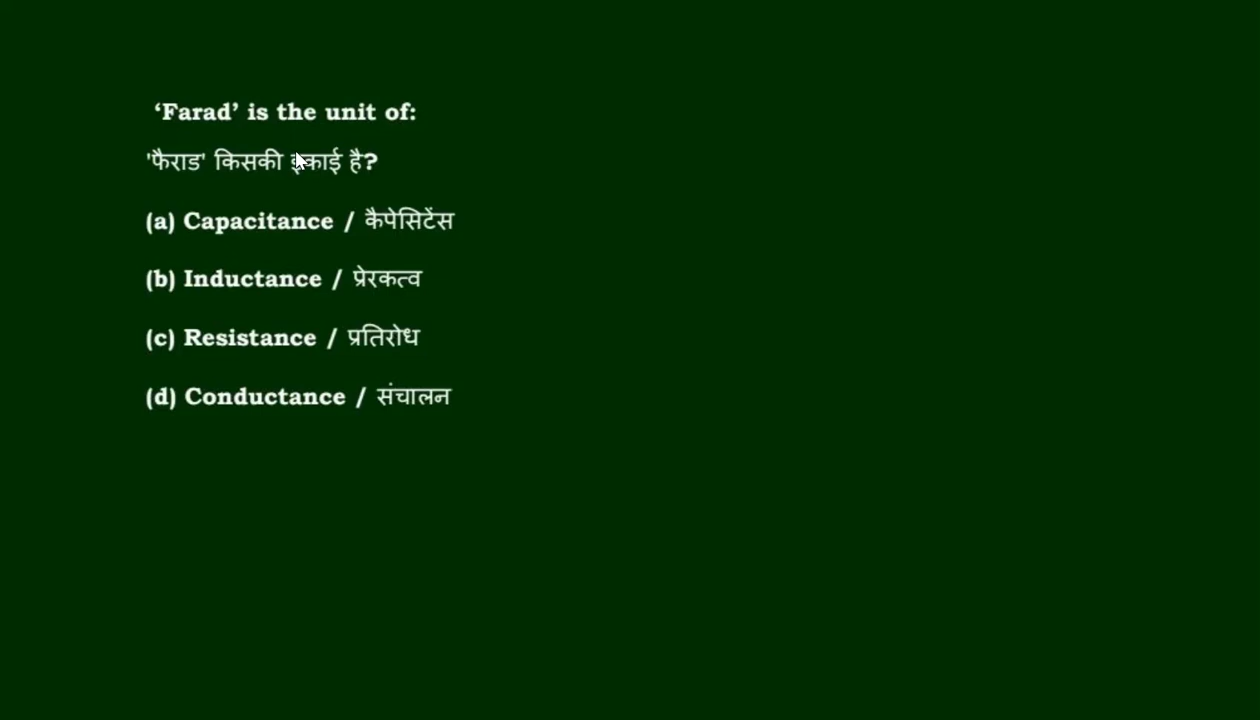 ‘Farad’ is the unit of:
'फैराड' किसकी इकाई है?
(a) Capacitance / कैपेसिटेंस
(b) Inductance / प्रेरकत्व
(c) Resistance / प्रतिरोध
(d) Conductance / संचालन